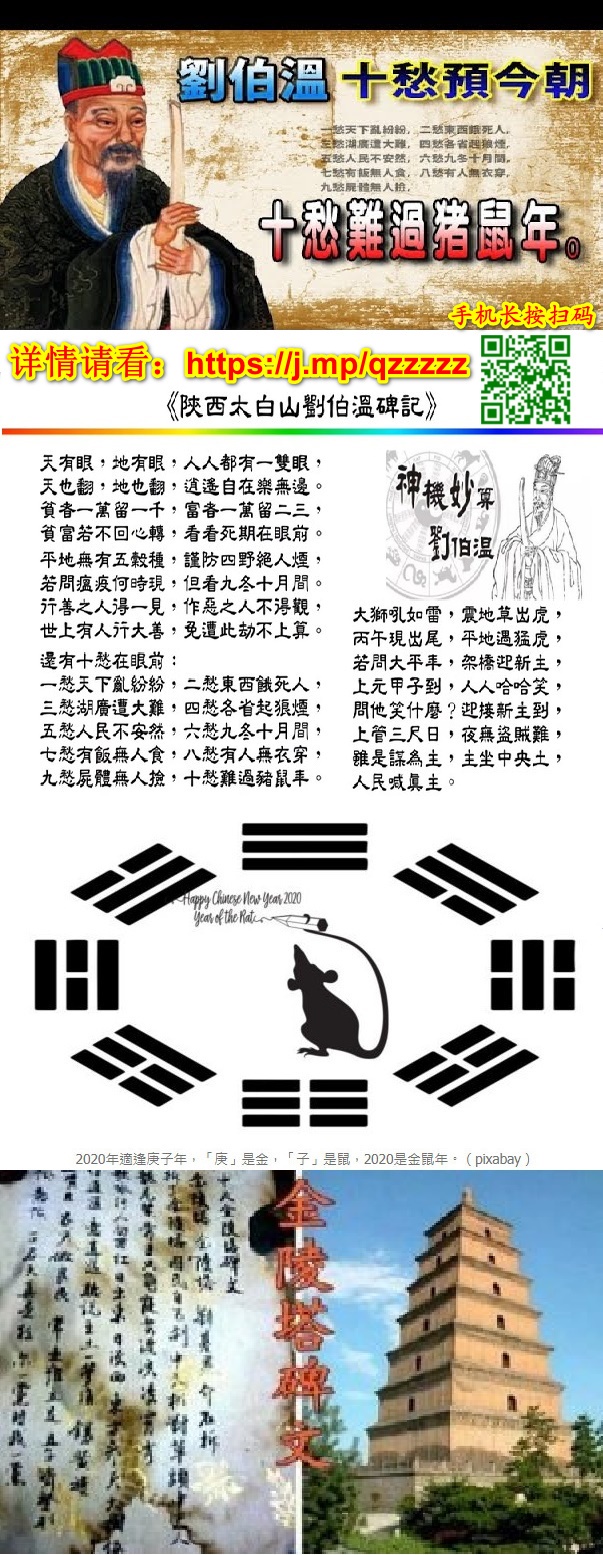 劉伯溫 十愁預今朝
一愁天下亂紛紛，二愁東西餓死人，
三愁湖廣遭大難，四愁各省起狼煙，
五愁人民不安然，六愁九冬十月間，
七愁有飯無人食，八愁有人無衣穿，
九愁屍體無人撿，
十愁難過猪鼠年。
手机长按扫码
详情请看：https://j.mp/qzzzzz
《陝西太白山劉伯溫碑記》
天有眼，地有眼，人人都有一雙眼，
天也翻，地也翻，逍遙自在樂無邊。
貧者一萬留一千，富者一萬留二三，
貧富若不回心轉，看看死期在眼前。
平地無有五穀種，謹防四野絕人煙，
若問瘟疫何時現，但看九冬十月間。
行善之人得一見，作惡之人不得觀，
世上有人行大善，免遭此劫不上算。
還有十愁在眼前：
一愁天下亂紛紛，二愁東西餓死人，
三愁湖廣遭大難，四愁各省起狼煙，
五愁人民不安然，六愁九冬十月間，
七愁有飯無人食，八愁有人無衣穿，
九愁屍體無人撿，十愁難過豬鼠年。
神機妙算
劉伯溫
大獅吼如雷，震地草出虎，
丙午現出尾，平地遇猛虎，
若問大平年，架橋迎新主，
上元甲子到，人人哈哈笑，
問他笑什麼？迎接新主到，
上管三尺日，夜無盜賊難，
雖是謀為主，主坐中央土，
人民喊真主。
Happy Chinese New Year 2020
Year of the Rat
2020年適逢庚子年，「庚」是金，「子」是鼠，2020是金鼠年。（pixabay）
金陵塔碑文